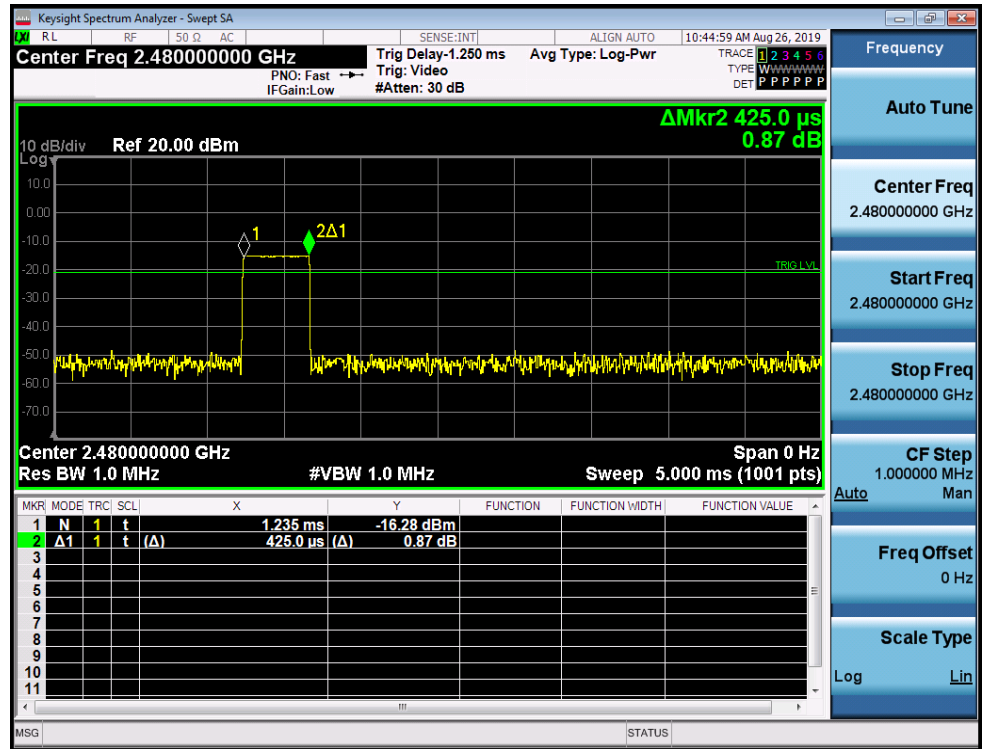 Keysight Spectrum Analyzer - Swept SA
LXI RL RF 50 Ω AC SENSE:INT ALIGN AUTO 10:44:59 AM Aug 26, 2019
Center Freq 2.480000000 GHz
PNO: Fast
IFGain:Low
Trig Delay-1.250 ms
Trig: Video
#Atten: 30 dB
Avg Type: Log-Pwr
TRACE 1 2 3 4 5 6
TYPE WWWWWW
DET P P P P P P
ΔMkr2 425.0 µs
0.87 dB
10 dB/div Ref 20.00 dBm
Log
10.0
0.00
-10.0
-20.0
-30.0
-40.0
-50.0
-60.0
-70.0
1
2Δ1
TRIG LVL
Center 2.480000000 GHz Span 0 Hz
Res BW 1.0 MHz #VBW 1.0 MHz Sweep 5.000 ms (1001 pts)
MKR MODE TRC SCL X Y FUNCTION FUNCTION WIDTH FUNCTION VALUE
1 N 1 t 1.235 ms -16.28 dBm
2 Δ1 1 t (Δ) 425.0 µs (Δ) 0.87 dB
3
4
5
6
7
8
9
10
11
MSG STATUS
Frequency
Auto Tune
Center Freq
2.480000000 GHz
Start Freq
2.480000000 GHz
Stop Freq
2.480000000 GHz
CF Step
1.000000 MHz
Auto Man
Freq Offset
0 Hz
Scale Type
Log Lin